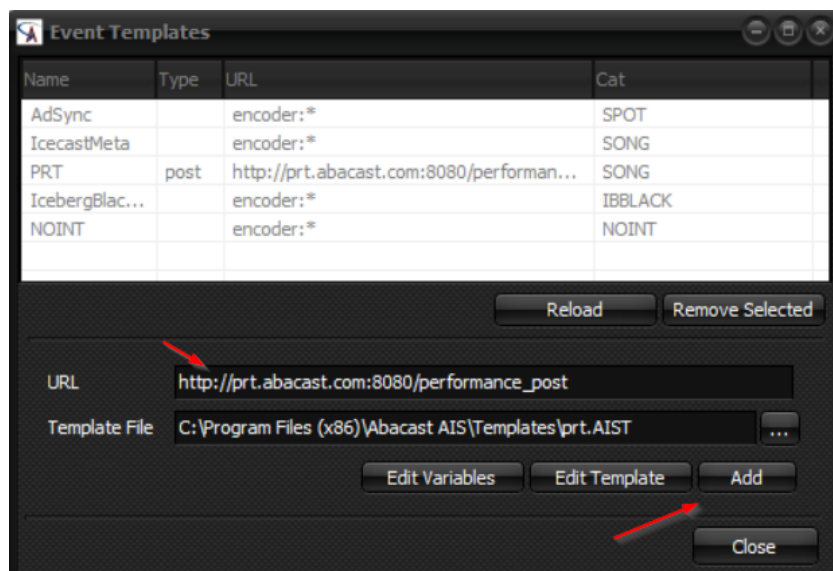 Event Templates
Name Type URL Cat
AdSync encoder:* SPOT
IcecastMeta encoder:* SONG
PRT post http://prt.abacast.com:8080/performan... SONG
IcebergBlac... encoder:* IBBLACK
NOINT encoder:* NOINT
Reload Remove Selected
URL http://prt.abacast.com:8080/performance_post
Template File C:\Program Files (x86)\Abacast AIS\Templates\prt.AIST ...
Edit Variables Edit Template Add
Close